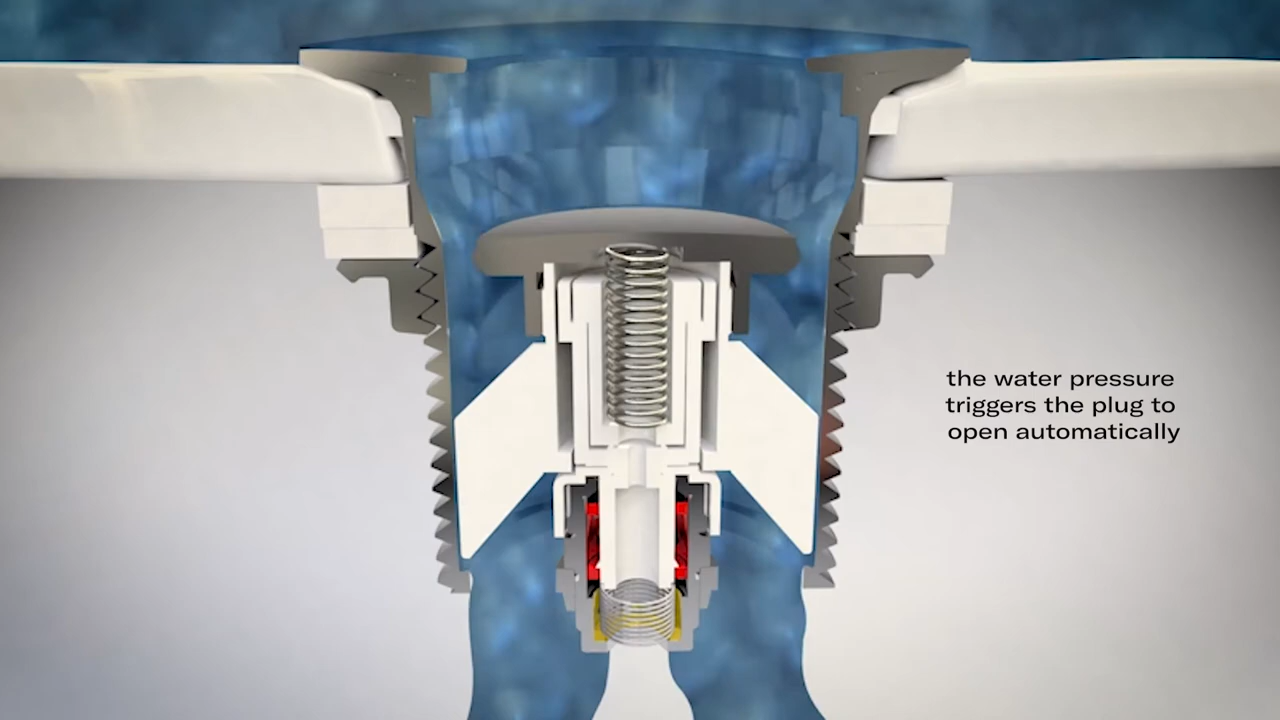 the water pressure
triggers the plug to
open automatically